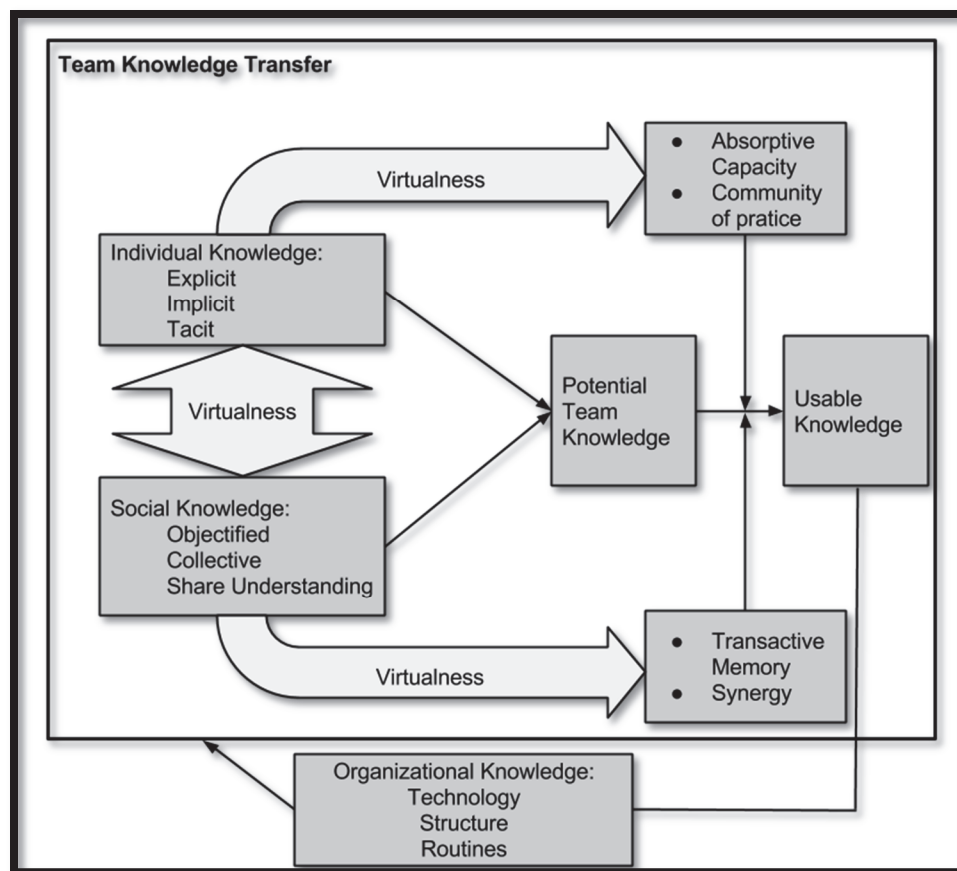 Team Knowledge Transfer
Virtualness
Absorptive
Capacity
Community
of pratice
Individual Knowledge:
Explicit
Implicit
Tacit
Virtualness
Potential
Team
Knowledge
Usable
Knowledge
Social Knowledge:
Objectified
Collective
Share Understanding
Virtualness
Transactive
Memory
Synergy
Organizational Knowledge:
Technology
Structure
Routines